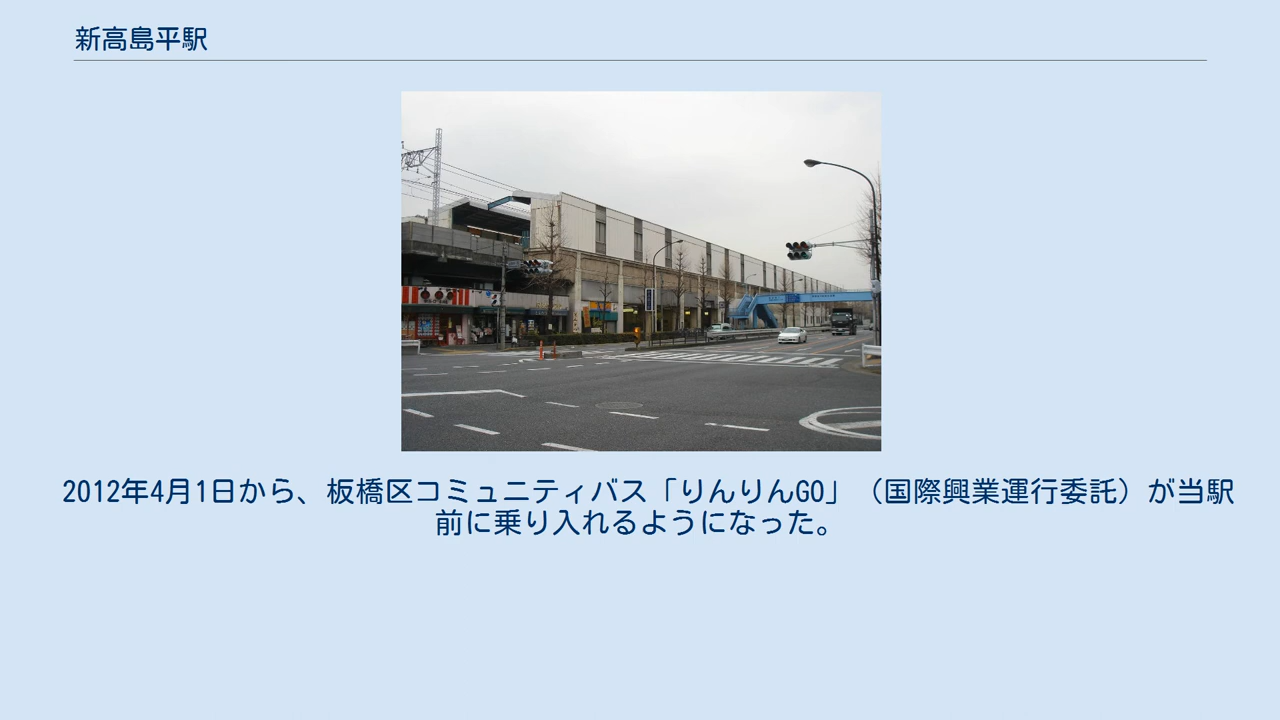 新高島平駅
2012年4月1日から、板橋区コミュニティバス「りんりんGO」（国際興業運行委託）が当駅
前に乗り入れるようになった。